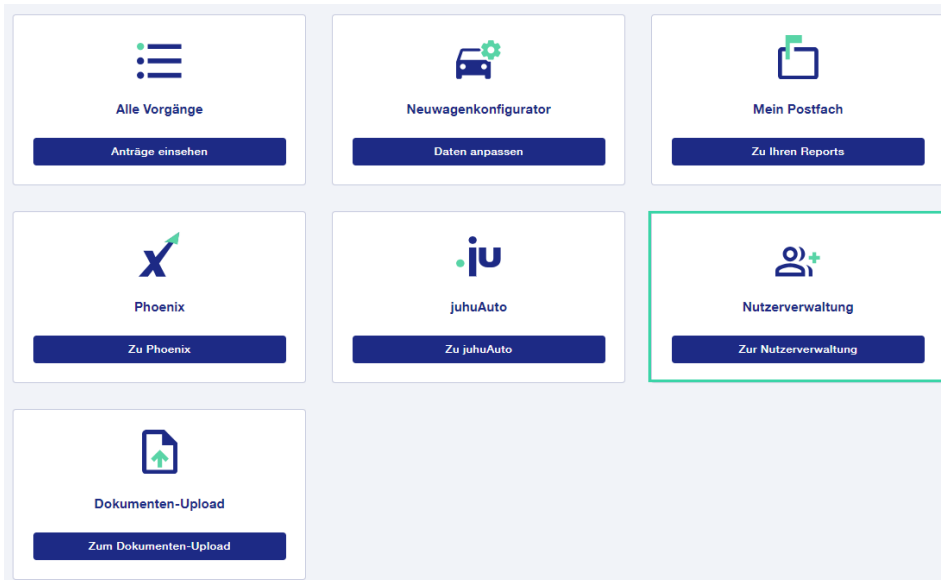 Alle Vorgänge
Anträge einsehen
Neuwagenkonfigurator
Daten anpassen
Mein Postfach
Zu Ihren Reports
x
Phoenix
Zu Phoenix
.ju
juhuAuto
Zu juhuAuto
Nutzerverwaltung
Zur Nutzerverwaltung
Dokumenten-Upload
Zum Dokumenten-Upload